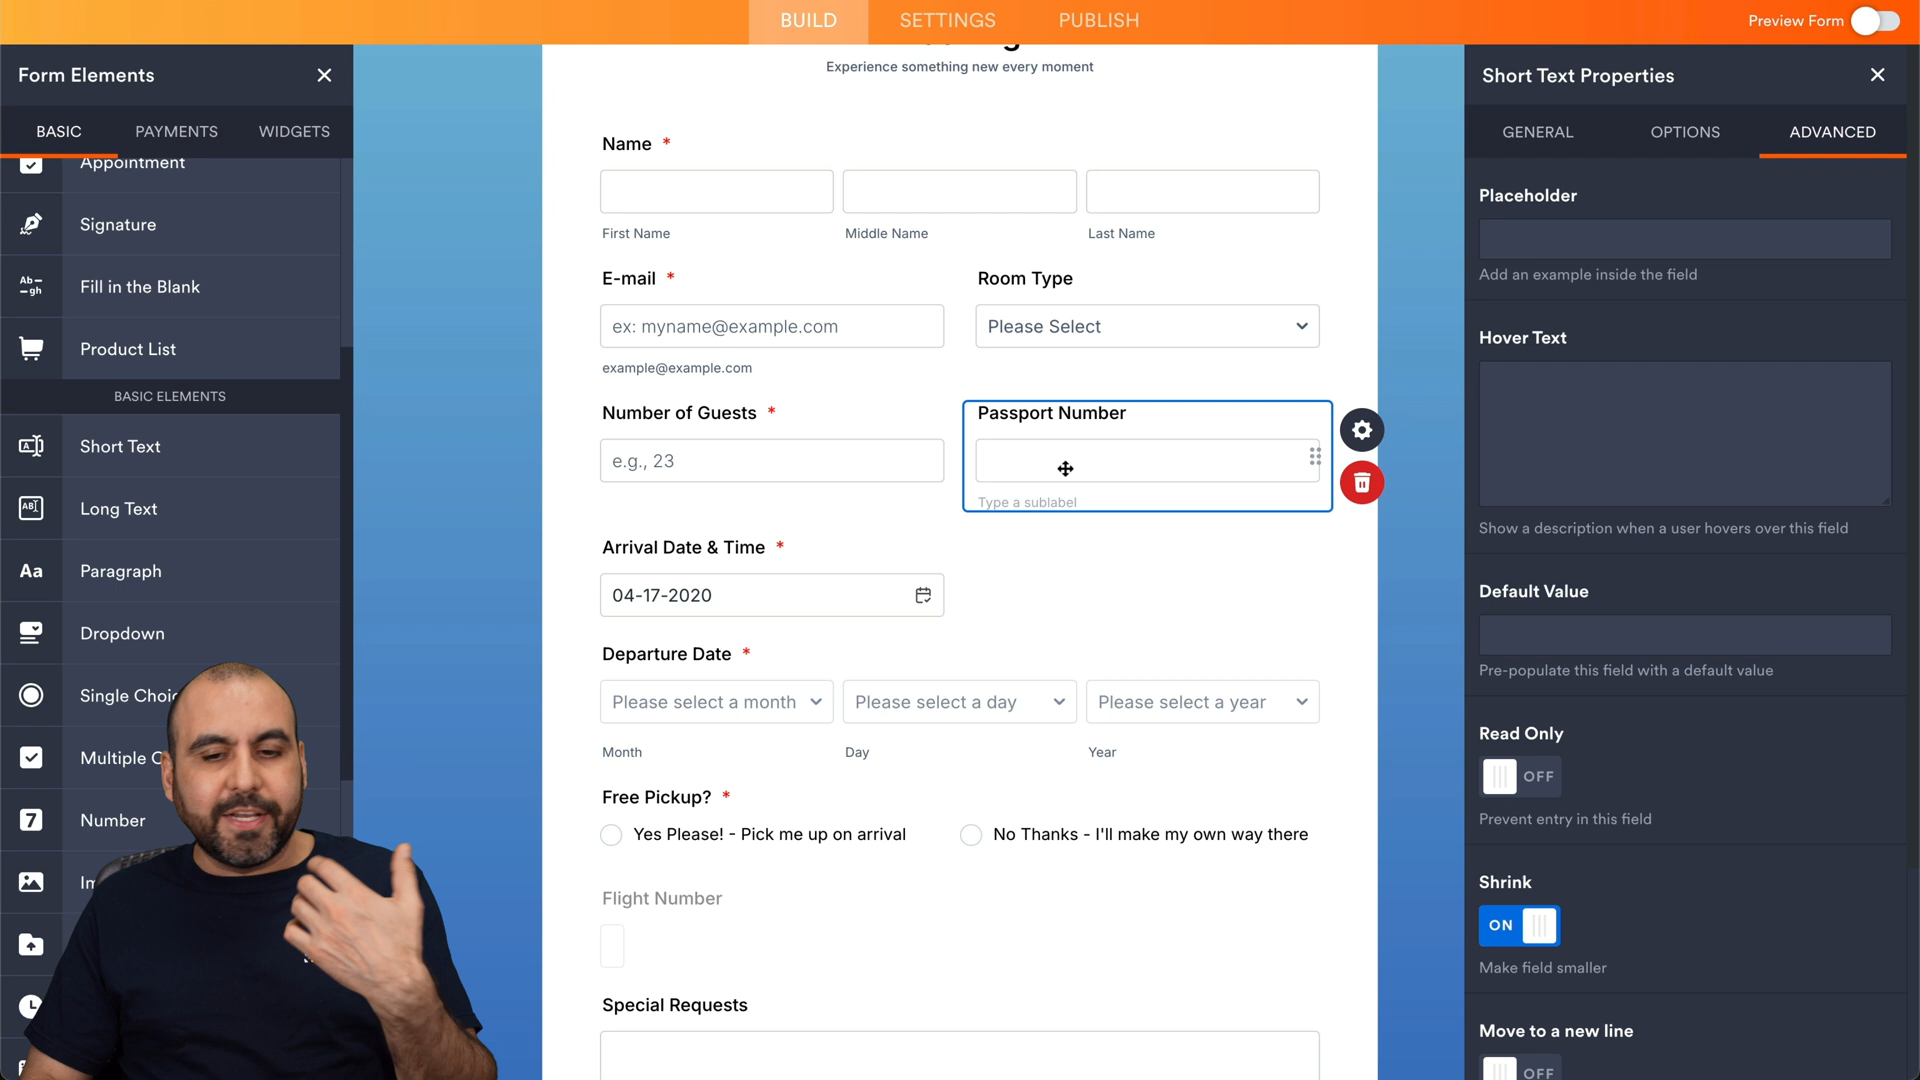 BUILD
SETTINGS
PUBLISH
Preview Form
Form Elements
BASIC
PAYMENTS
WIDGETS
Appointment
Signature
Ab
gh
Fill in the Blank
Product List
BASIC ELEMENTS
Short Text
Long Text
Aa
Paragraph
Dropdown
Single
Multiple
7
Number
Experience something new every moment
Name *
First Name
Middle Name
Last Name
E-mail *
Room Type
ex: myname@example.com
Please Select
example@example.com
Number of Guests *
Passport Number
e.g., 23
Type a sublabel
Arrival Date & Time *
04-17-2020
Departure Date *
Please select a month
Please select a day
Please select a year
Month
Day
Year
Free Pickup? *
Yes Please! - Pick me up on arrival
No Thanks - I'll make my own way there
Flight Number
Special Requests
Short Text Properties
GENERAL
OPTIONS
ADVANCED
Placeholder
Add an example inside the field
Hover Text
Show a description when a user hovers over this field
Default Value
Pre-populate this field with a default value
Read Only
OFF
Prevent entry in this field
Shrink
ON
Make field smaller
Move to a new line
OFF